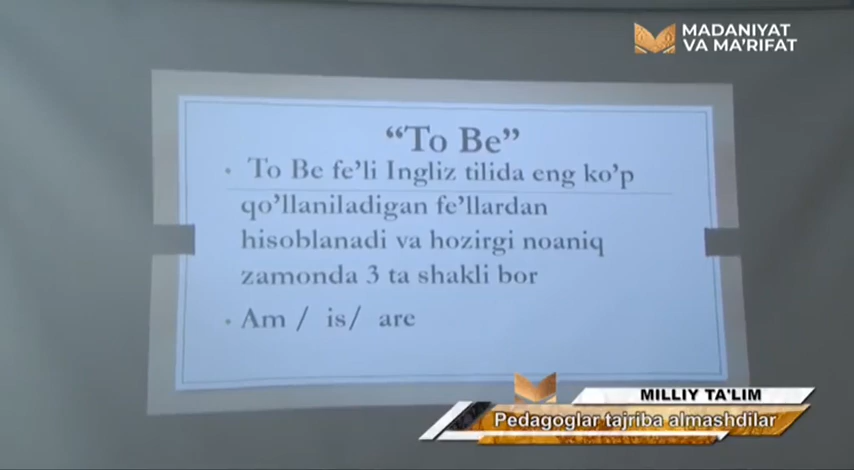 MADANIYAT
VA MA'RIFAT
“To Be”
• To Be fe’li Ingliz tilida eng ko’p
qo’llaniladigan fe’llardan
hisoblanadi va hozirgi noaniq
zamonda 3 ta shakli bor
• Am / is/ are
MILLIY TA'LIM
Pedagoglar tajriba almashdilar